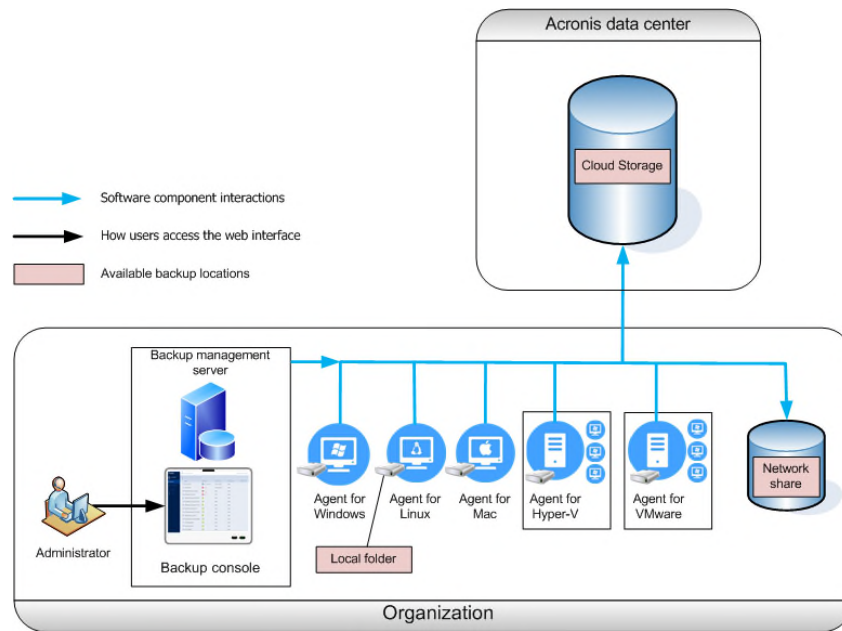 Acronis data center
Cloud Storage
Software component interactions
How users access the web interface
Available backup locations
Backup management
server
Administrator
Backup console
Agent for
Windows
Agent for
Linux
Agent for
Mac
Agent for
Hyper-V
Agent for
VMware
Network
share
Local folder
Organization